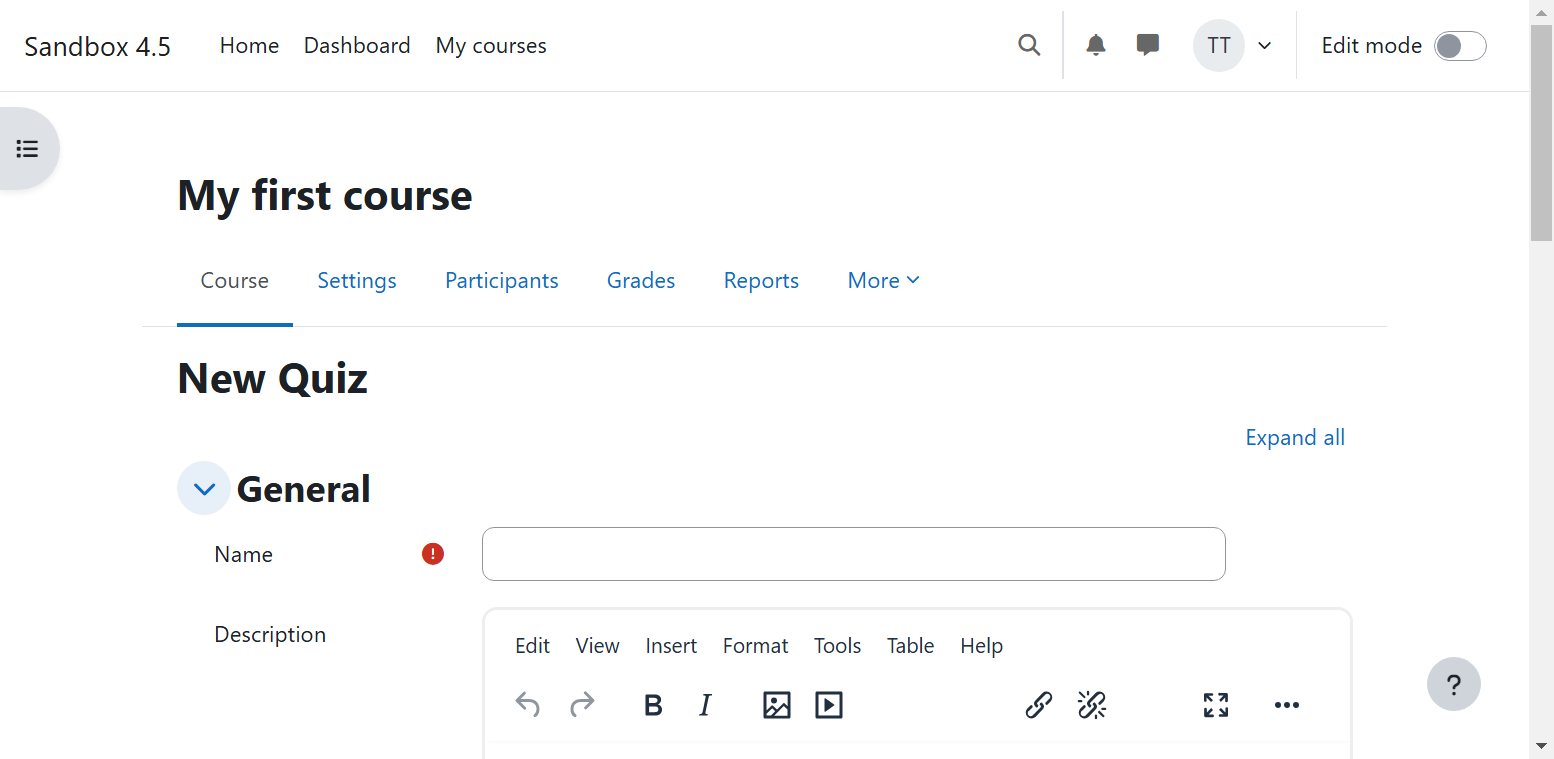 Sandbox 4.5 Home Dashboard My courses TT Edit mode
My first course
Course Settings Participants Grades Reports More
New Quiz
Expand all
General
Name
Description
Edit View Insert Format Tools Table Help
B I
?